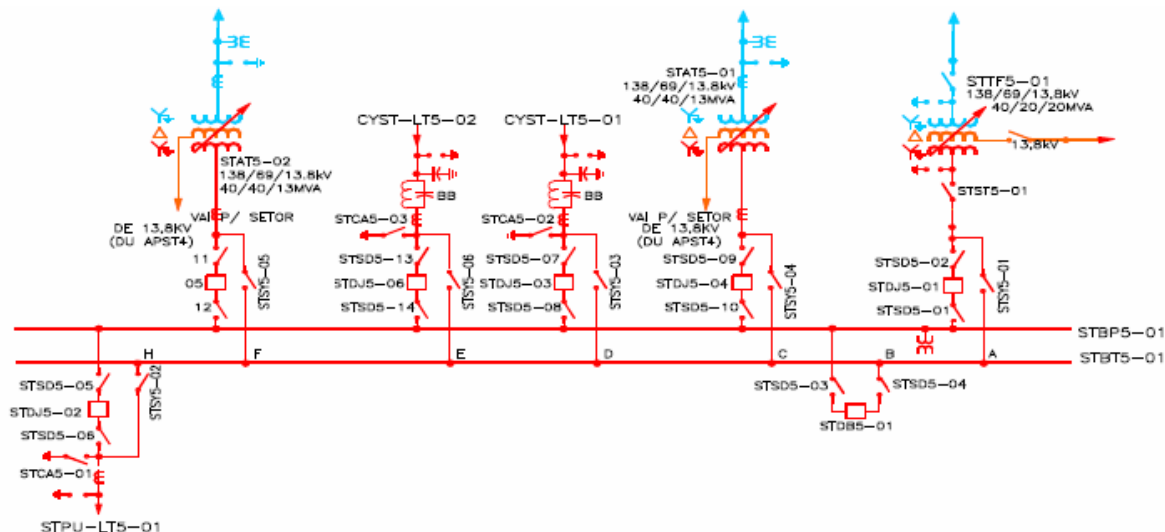 STAT5-01
138/69/13.8kV
40/40/13MVA
STTF5-01
138/69/13,8kV
40/20/20MVA
CYST-LT5-02
CYST-LT5-01
13,8kV
STAT5-02
138/69/13.8kV
40/40/13MVA
BB
BB
STST5-01
VAI P/ SETOR
DE 13,8KV
(DU APST4)
STCA5-03
STCA5-02
VAI P/ SETOR
DE 13,8KV
(DU APST4)
11
05
12
STSY5-05
STSD5-13
STDJ5-06
STSD5-14
STSY5-06
STSD5-07
STDJ5-03
STSD5-08
STSY5-03
STSD5-09
STDJ5-04
STSD5-10
STSY5-04
STSD5-02
STDJ5-01
STSD5-01
STSY5-01
STBP5-01
H
F
E
D
C
B
A
STBT5-01
STSD5-05
STDJ5-02
STSD5-06
STSY5-02
STCA5-01
STSD5-03
STSD5-04
STDB5-01
STPU-LT5-01